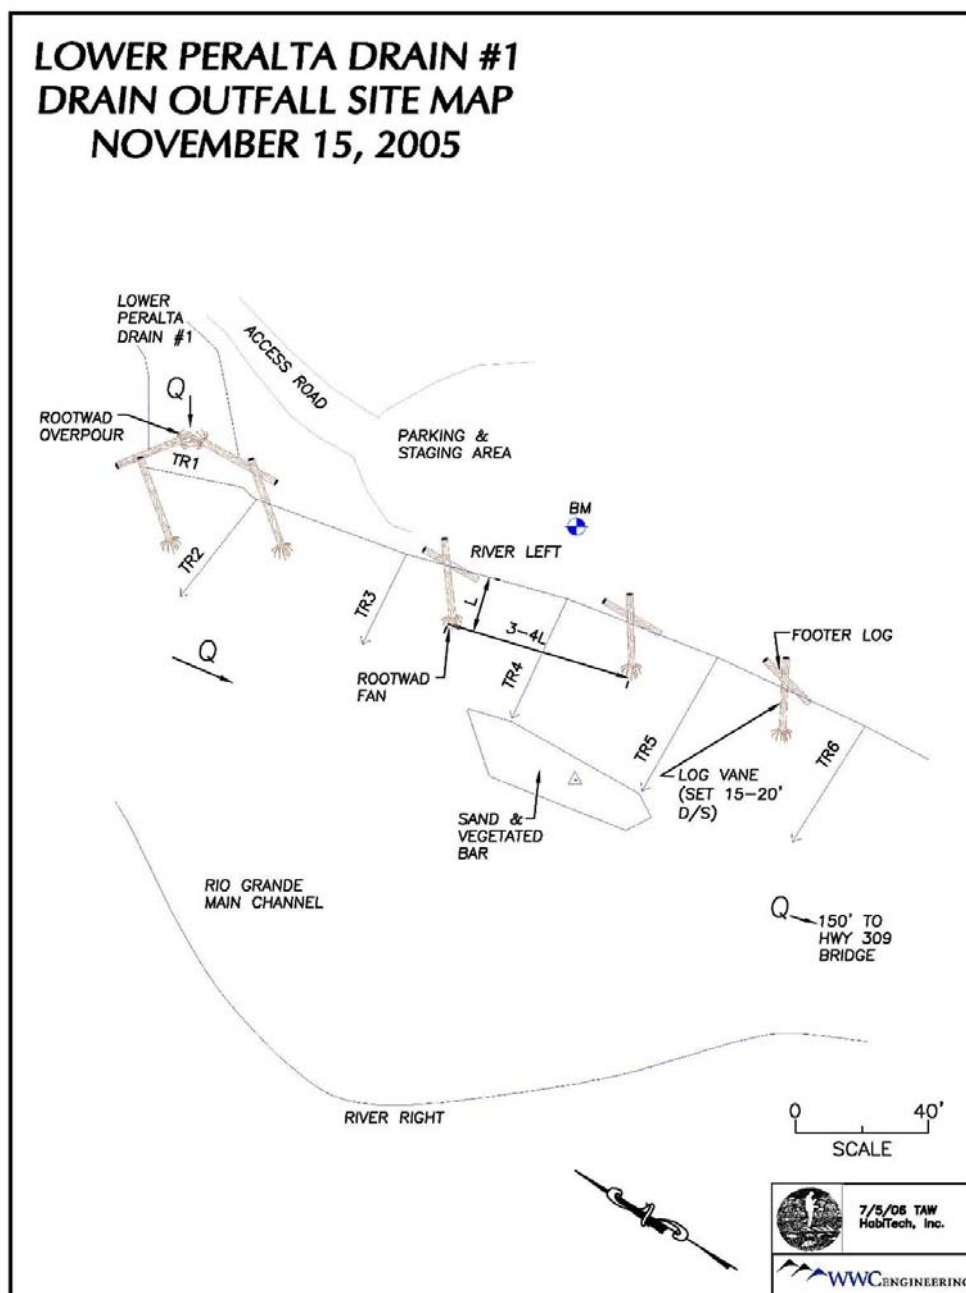 LOWER PERALTA DRAIN #1
DRAIN OUTFALL SITE MAP
NOVEMBER 15, 2005
LOWER
PERALTA
DRAIN #1
ACCESS ROAD
Q
ROOTWAD
OVERPOUR
TR1
PARKING &
STAGING AREA
BM
RIVER LEFT
TR2
TR3
L
3-4L
FOOTER LOG
Q
ROOTWAD
FAN
TR4
TR5
TR6
LOG VANE
(SET 15-20'
D/S)
SAND &
VEGETATED
BAR
RIO GRANDE
MAIN CHANNEL
Q
150' TO
HWY 309
BRIDGE
RIVER RIGHT
0 40'
SCALE
7/5/06 TAW
HabiTech, Inc.
WWC ENGINEERING